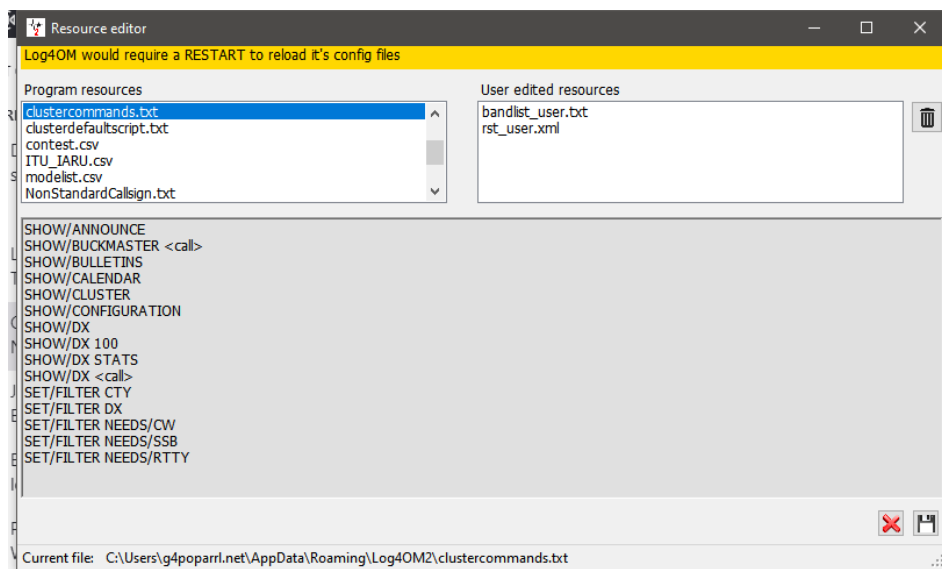 Resource editor
Log4OM would require a RESTART to reload it's config files
Program resources
clustercommands.txt
clusterdefaultscript.txt
contest.csv
ITU_IARU.csv
modelist.csv
NonStandardCallsign.txt
User edited resources
bandlist_user.txt
rst_user.xml
SHOW/ANNOUNCE
SHOW/BUCKMASTER <call>
SHOW/BULLETINS
SHOW/CALENDAR
SHOW/CLUSTER
SHOW/CONFIGURATION
SHOW/DX
SHOW/DX 100
SHOW/DX STATS
SHOW/DX <call>
SET/FILTER CTY
SET/FILTER DX
SET/FILTER NEEDS/CW
SET/FILTER NEEDS/SSB
SET/FILTER NEEDS/RTTY
Current file: C:\Users\g4poparrl.net\AppData\Roaming\Log4OM2\clustercommands.txt